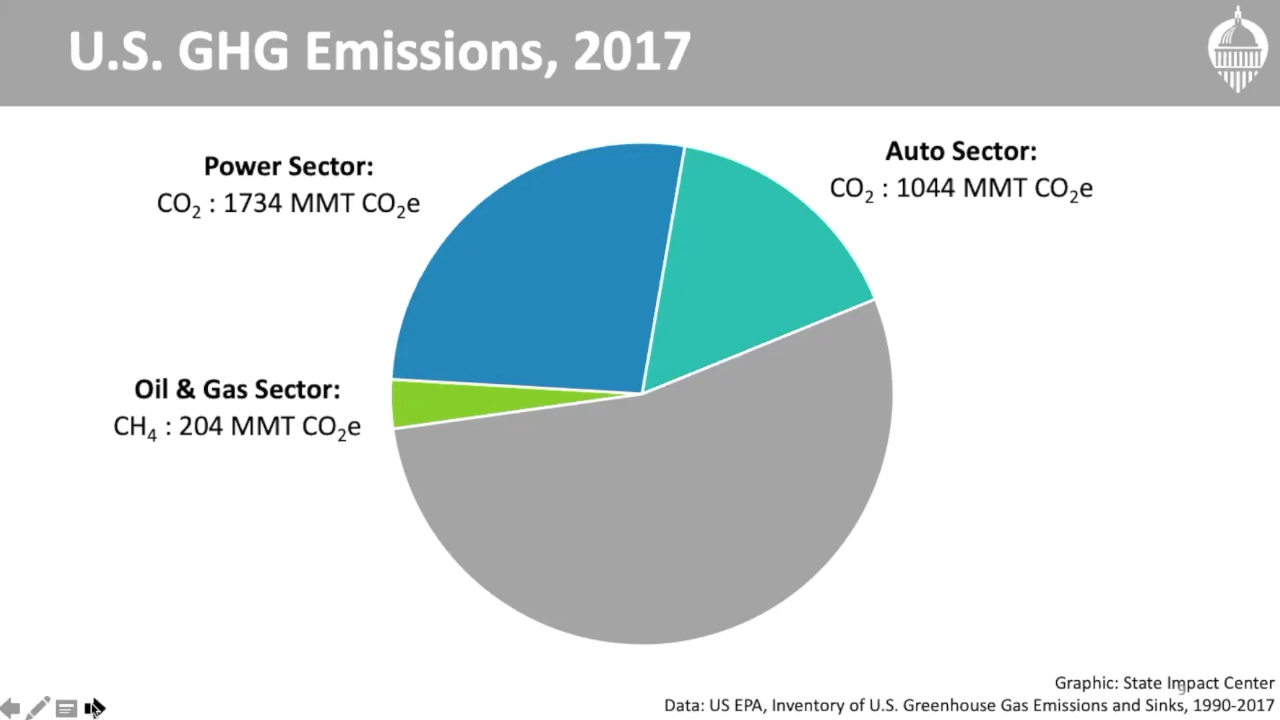 U.S. GHG Emissions, 2017
Power Sector:
CO₂ : 1734 MMT CO₂e
Auto Sector:
CO₂ : 1044 MMT CO₂e
Oil & Gas Sector:
CH₄ : 204 MMT CO₂e
Graphic: State Impact Center
9
Data: US EPA, Inventory of U.S. Greenhouse Gas Emissions and Sinks, 1990-2017